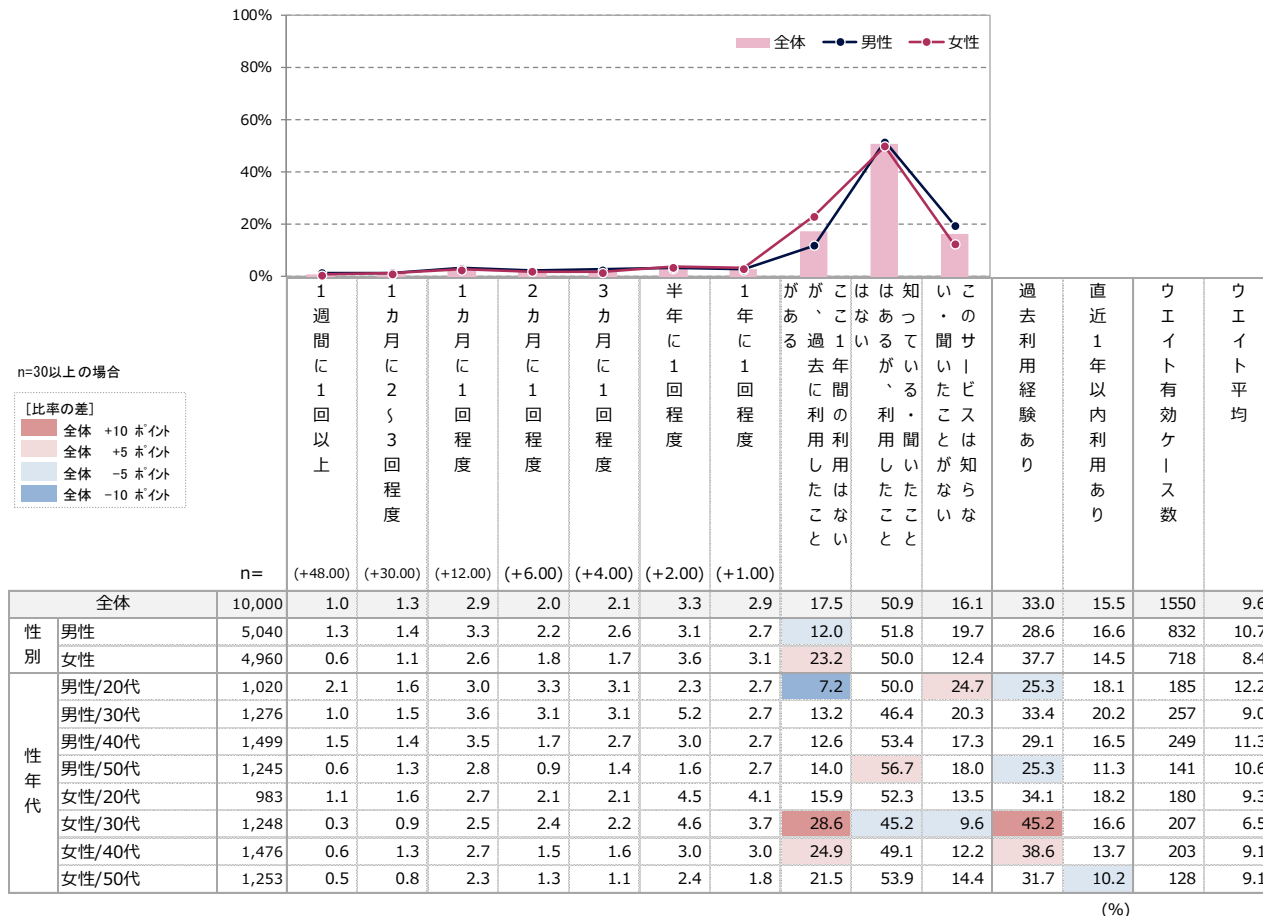 100%
80%
60%
40%
20%
0%
全体 男性 女性
n=30以上の場合
[比率の差]
全体 +10 ポイント
全体 +5 ポイント
全体 -5 ポイント
全体 -10 ポイント
1週間に1回以上
1カ月に2～3回程度
1カ月に1回程度
2カ月に1回程度
3カ月に1回程度
半年に1回程度
1年に1回程度
ここ1年間の利用はない
が、過去に利用したこと
がある
知っている・聞いたこと
はあるが、利用したこと
はない
このサービスは知らな
い・聞いたことがない
過去利用経験あり
直近1年以内利用あり
ウエイト有効ケース数
ウエイト平均
n= (+48.00) (+30.00) (+12.00) (+6.00) (+4.00) (+2.00) (+1.00)
全体 10,000 1.0 1.3 2.9 2.0 2.1 3.3 2.9 17.5 50.9 16.1 33.0 15.5 1550 9.6
性別
男性 5,040 1.3 1.4 3.3 2.2 2.6 3.1 2.7 12.0 51.8 19.7 28.6 16.6 832 10.7
女性 4,960 0.6 1.1 2.6 1.8 1.7 3.6 3.1 23.2 50.0 12.4 37.7 14.5 718 8.4
性年代
男性/20代 1,020 2.1 1.6 3.0 3.3 3.1 2.3 2.7 7.2 50.0 24.7 25.3 18.1 185 12.2
男性/30代 1,276 1.0 1.5 3.6 3.1 3.1 5.2 2.7 13.2 46.4 20.3 33.4 20.2 257 9.0
男性/40代 1,499 1.5 1.4 3.5 1.7 2.7 3.0 2.7 12.6 53.4 17.3 29.1 16.5 249 11.3
男性/50代 1,245 0.6 1.3 2.8 0.9 1.4 1.6 2.7 14.0 56.7 18.0 25.3 11.3 141 10.6
女性/20代 983 1.1 1.6 2.7 2.1 2.1 4.5 4.1 15.9 52.3 13.5 34.1 18.2 180 9.3
女性/30代 1,248 0.3 0.9 2.5 2.4 2.2 4.6 3.7 28.6 45.2 9.6 45.2 16.6 207 6.5
女性/40代 1,476 0.6 1.3 2.7 1.5 1.6 3.0 3.0 24.9 49.1 12.2 38.6 13.7 203 9.1
女性/50代 1,253 0.5 0.8 2.3 1.3 1.1 2.4 1.8 21.5 53.9 14.4 31.7 10.2 128 9.1
(%)